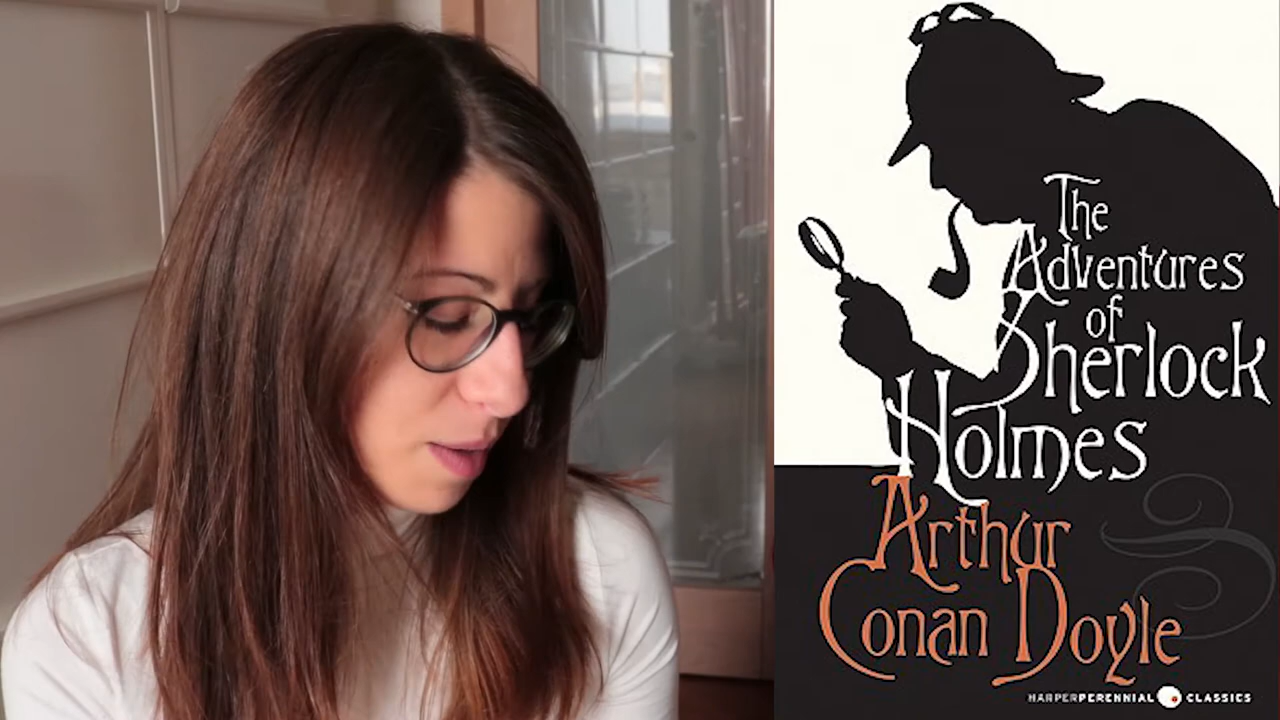 The
Adventures
of
Sherlock
Holmes
Arthur
Conan Doyle
HARPERPERENNIAL CLASSICS